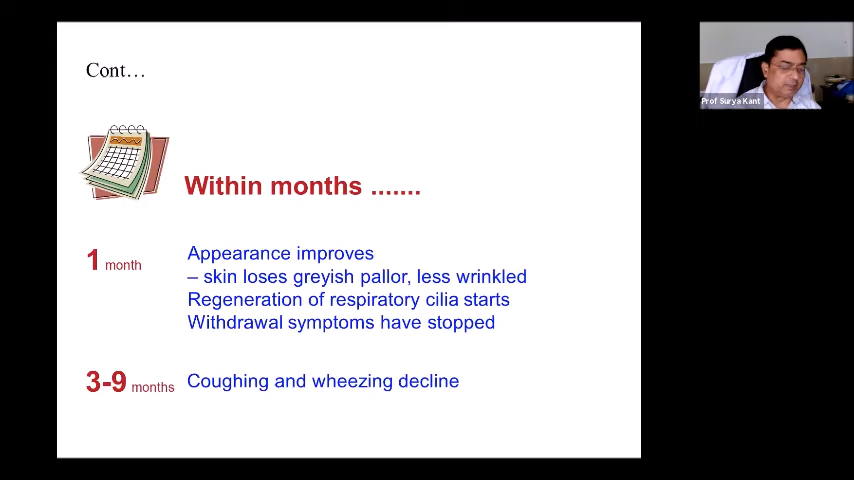 Cont...
Within months .......
1 month
Appearance improves
– skin loses greyish pallor, less wrinkled
Regeneration of respiratory cilia starts
Withdrawal symptoms have stopped
3-9 months
Coughing and wheezing decline
Prof Surya Kant